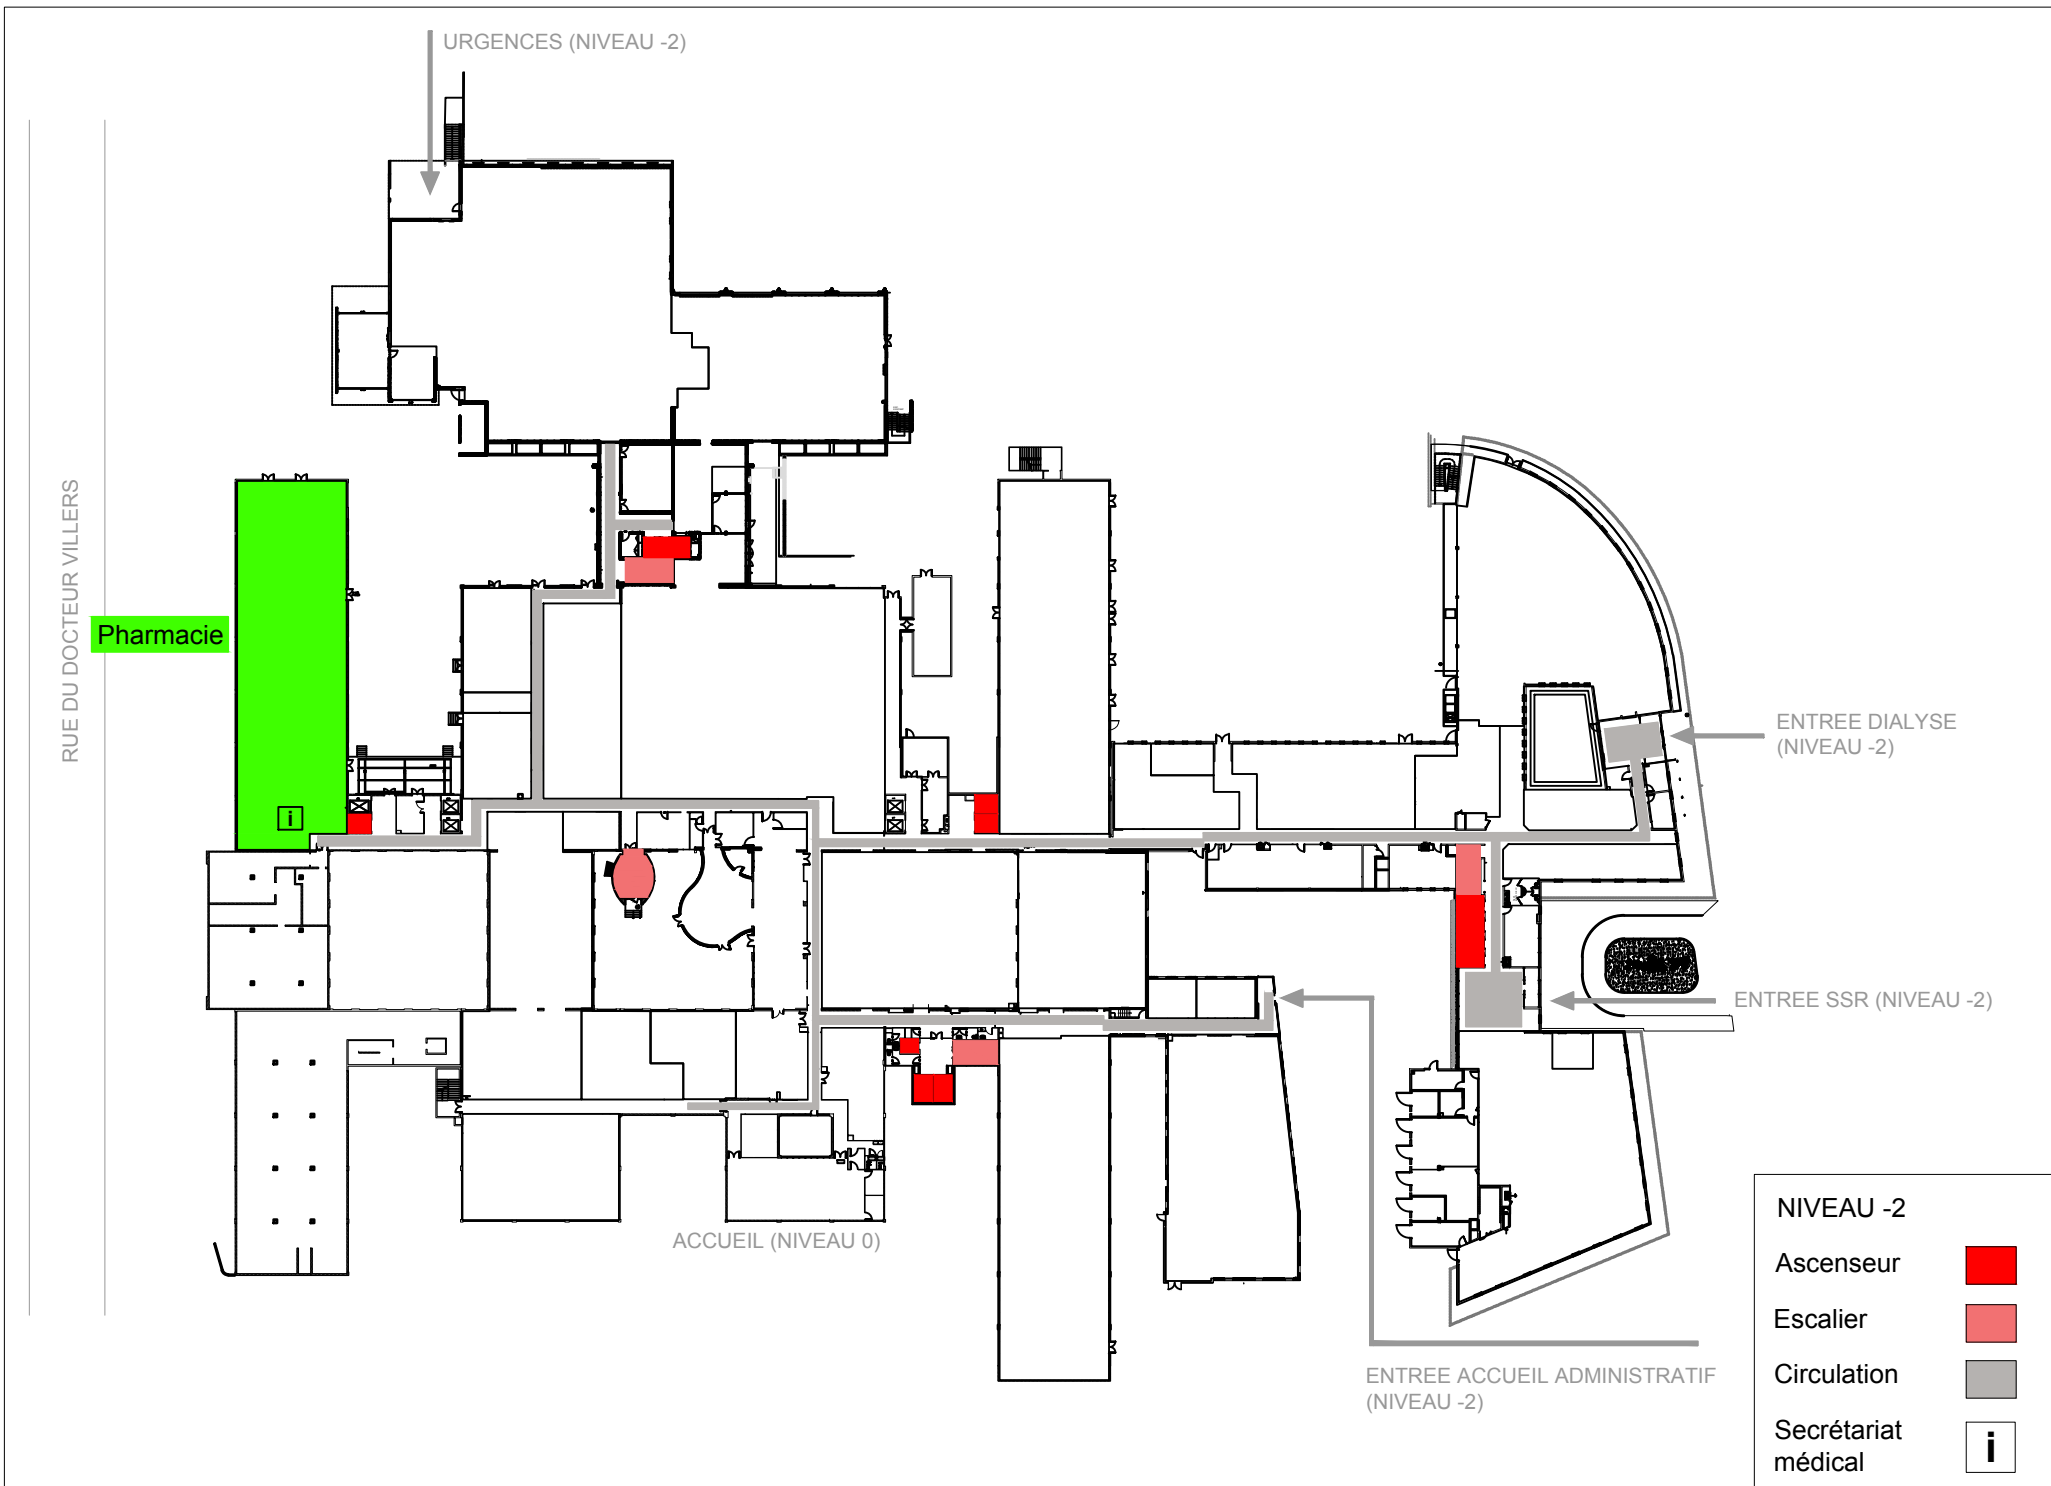 URGENCES (NIVEAU -2)
RUE DU DOCTEUR VILLERS
Pharmacie
i
ENTREE DIALYSE
(NIVEAU -2)
ENTREE SSR (NIVEAU -2)
ACCUEIL (NIVEAU 0)
ENTREE ACCUEIL ADMINISTRATIF
(NIVEAU -2)
NIVEAU -2
Ascenseur
Escalier
Circulation
Secrétariat
médical
i